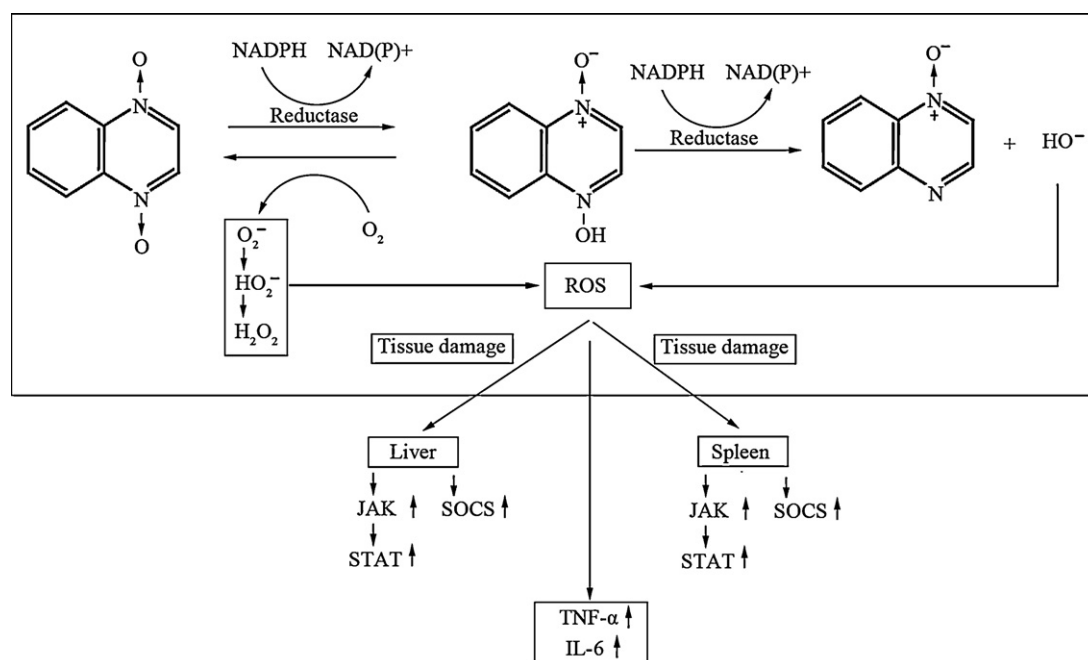 O
NADPH NAD(P)+
Reductase
N
N
O
O⁻
N
+
N
OH
NADPH NAD(P)+
Reductase
O⁻
N
+
N
+ HO⁻
O₂
O₂⁻
HO₂⁻
H₂O₂
ROS
Tissue damage
Tissue damage
Liver
JAK ↑ SOCS ↑
STAT ↑
Spleen
JAK ↑ SOCS ↑
STAT ↑
TNF-α ↑
IL-6 ↑